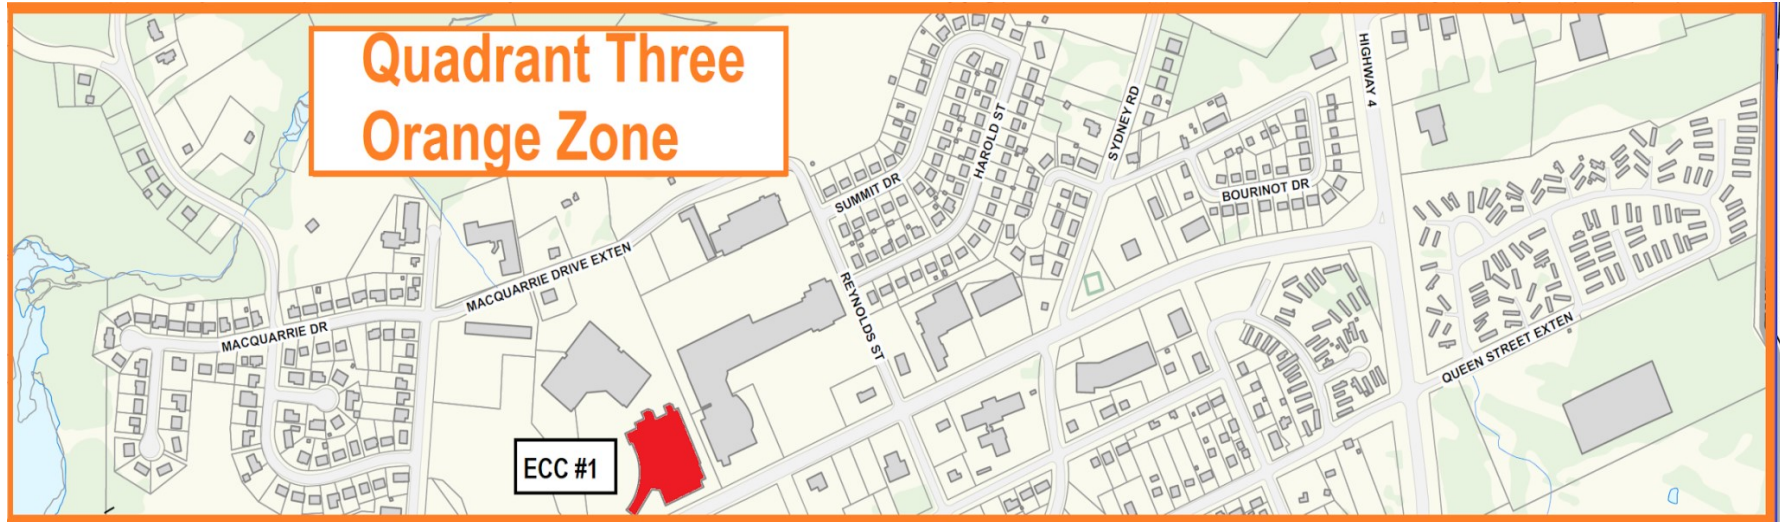 Quadrant Three
Orange Zone
HIGHWAY 4
SYDNEY RD
HAROLD ST
SUMMIT DR
BOURINOT DR
MACQUARRIE DRIVE EXTEN
REYNOLDS ST
MACQUARRIE DR
QUEEN STREET EXTEN
ECC #1